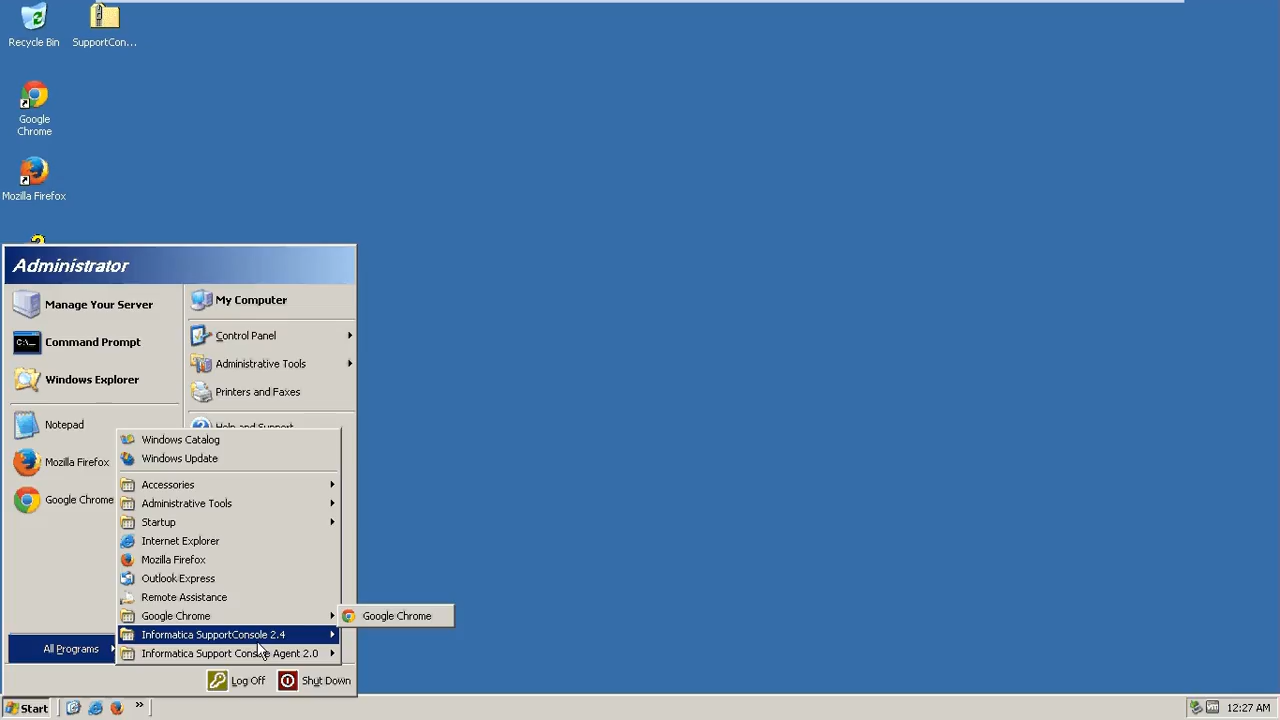 Recycle Bin
SupportCon...
Google
Chrome
Mozilla Firefox
Administrator
Manage Your Server
My Computer
Command Prompt
Control Panel
Windows Explorer
Administrative Tools
Printers and Faxes
Notepad
Help and Support
Mozilla Firefox
Google Chrome
Windows Catalog
Windows Update
Accessories
Administrative Tools
Startup
Internet Explorer
Mozilla Firefox
Outlook Express
Remote Assistance
Google Chrome
Google Chrome
Informatica SupportConsole 2.4
Informatica Support Console Agent 2.0
All Programs
Log Off
Shut Down
Start
12:27 AM